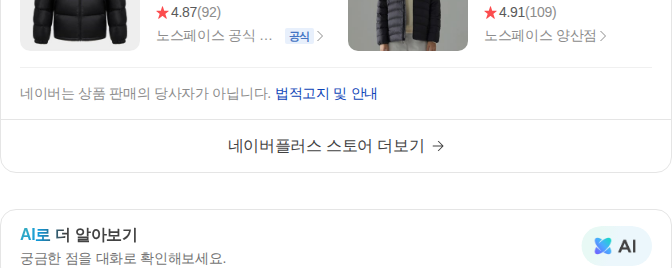 ★4.87(92)
노스페이스 공식 ... 공식
★4.91(109)
노스페이스 양산점
네이버는 상품 판매의 당사자가 아닙니다. 법적고지 및 안내
네이버플러스 스토어 더보기 →
AI로 더 알아보기
궁금한 점을 대화로 확인해보세요.
AI